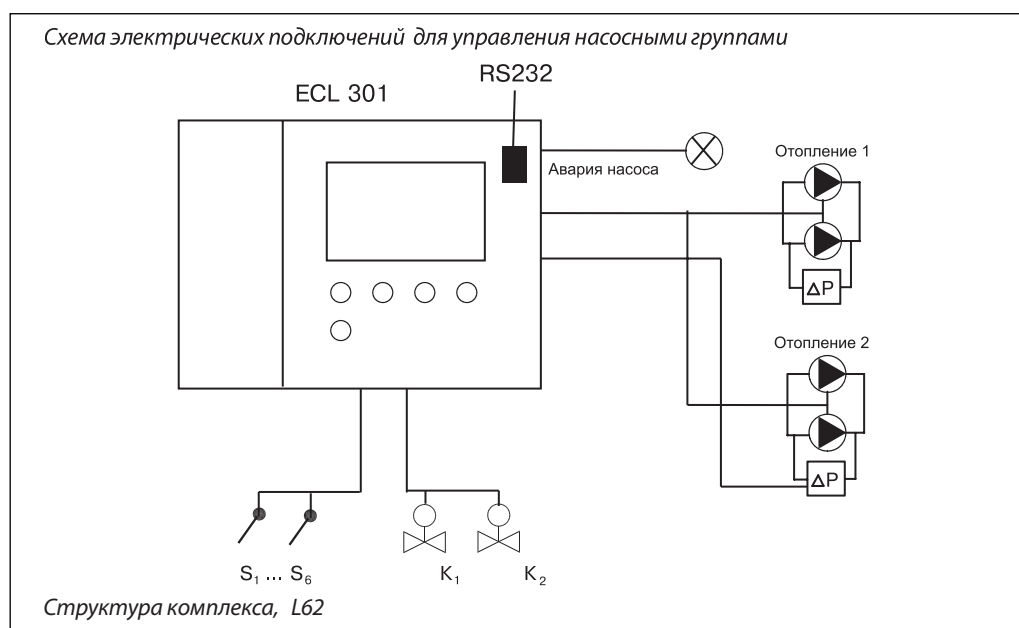 Схема электрических подключений для управления насосными группами
RS232
ECL 301
Авария насоса
Отопление 1
ΔP
Отопление 2
ΔP
S1 ... S6
K1
K2
Структура комплекса, L62